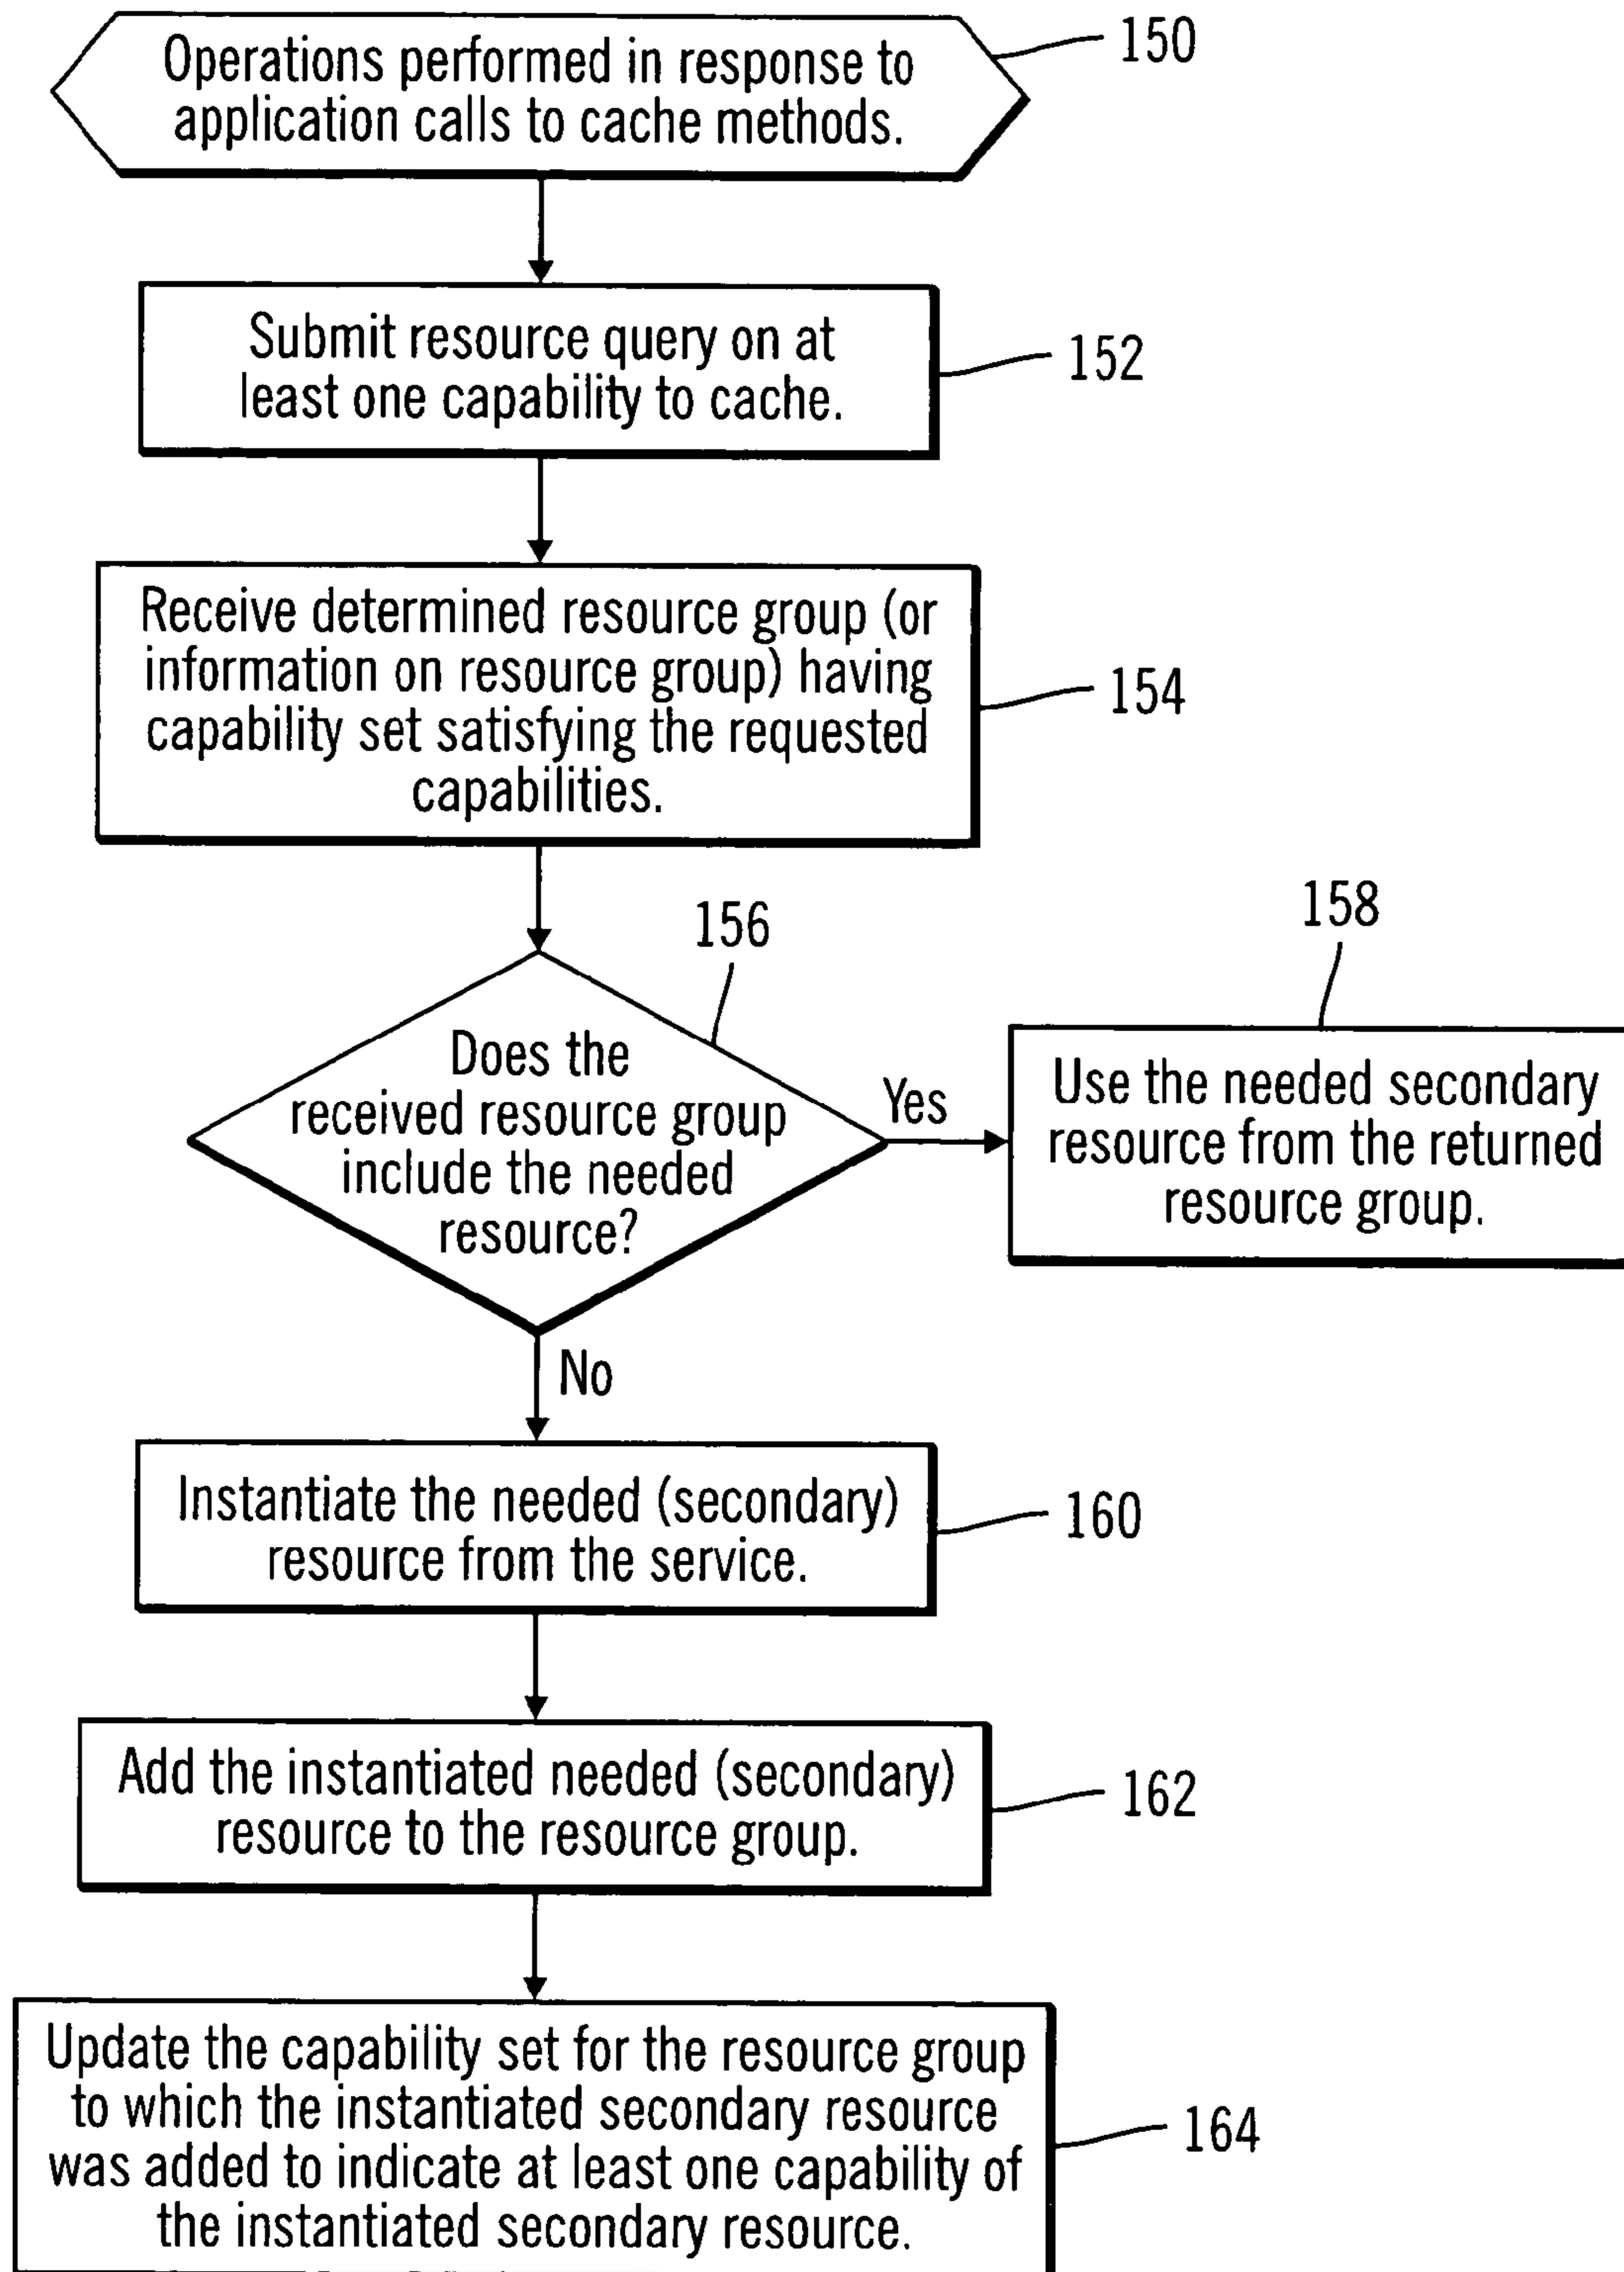 Operations performed in response to
application calls to cache methods.
150
Submit resource query on at
least one capability to cache.
152
Receive determined resource group (or
information on resource group) having
capability set satisfying the requested
capabilities.
154
156
Does the
received resource group
include the needed
resource?
Yes
158
Use the needed secondary
resource from the returned
resource group.
No
Instantiate the needed (secondary)
resource from the service.
160
Add the instantiated needed (secondary)
resource to the resource group.
162
Update the capability set for the resource group
to which the instantiated secondary resource
was added to indicate at least one capability of
the instantiated secondary resource.
164